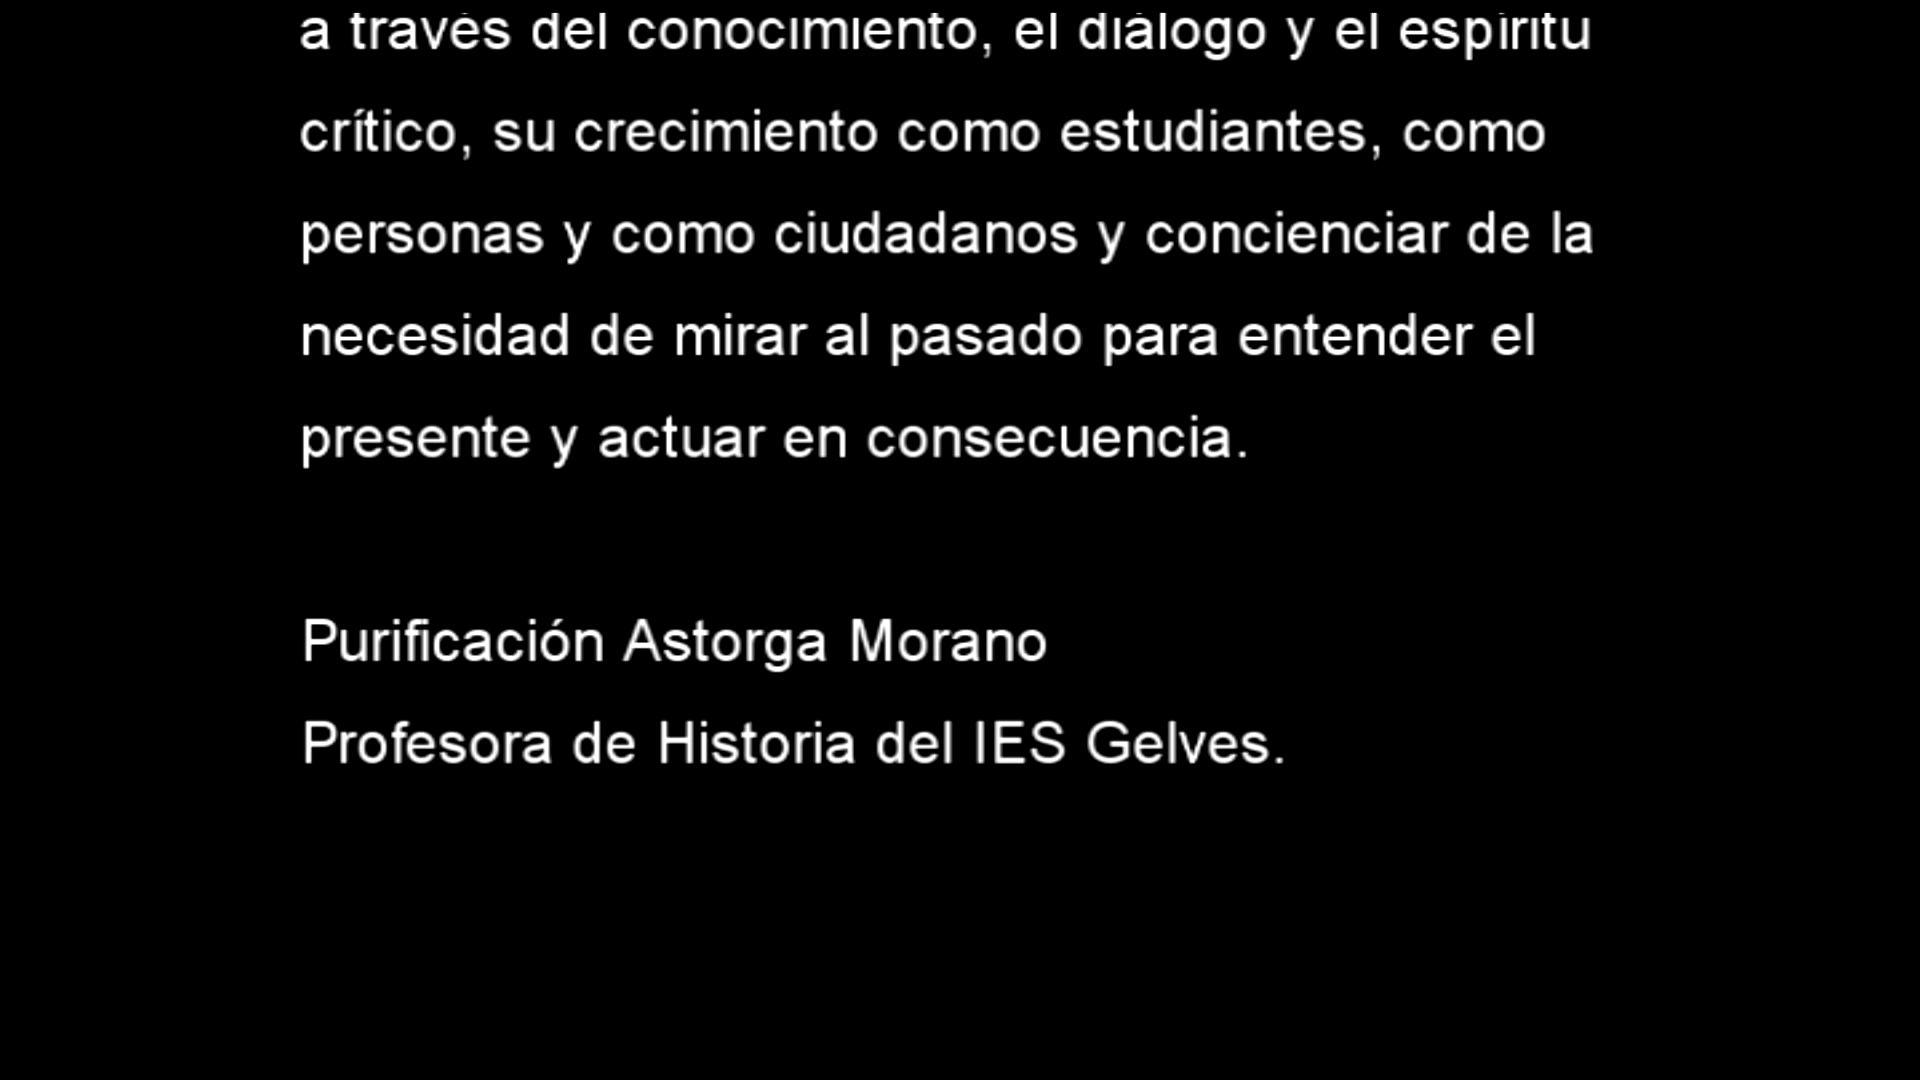 a través del conocimiento, el diálogo y el espíritu
crítico, su crecimiento como estudiantes, como
personas y como ciudadanos y concienciar de la
necesidad de mirar al pasado para entender el
presente y actuar en consecuencia.
Purificación Astorga Morano
Profesora de Historia del IES Gelves.